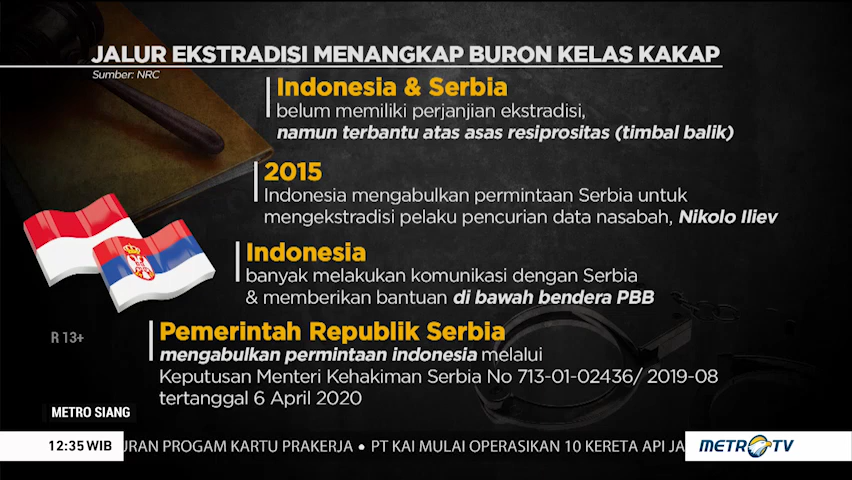 JALUR EKSTRADISI MENANGKAP BURON KELAS KAKAP
Sumber: NRC
Indonesia & Serbia
belum memiliki perjanjian ekstradisi,
namun terbantu atas asas resiprositas (timbal balik)
2015
Indonesia mengabulkan permintaan Serbia untuk
mengekstradisi pelaku pencurian data nasabah, Nikolo Iliev
Indonesia
banyak melakukan komunikasi dengan Serbia
& memberikan bantuan di bawah bendera PBB
R 13+
Pemerintah Republik Serbia
mengabulkan permintaan indonesia melalui
Keputusan Menteri Kehakiman Serbia No 713-01-02436/ 2019-08
tertanggal 6 April 2020
METRO SIANG
12:35 WIB
URAN PROGAM KARTU PRAKERJA • PT KAI MULAI OPERASIKAN 10 KERETA API JA
METRO TV